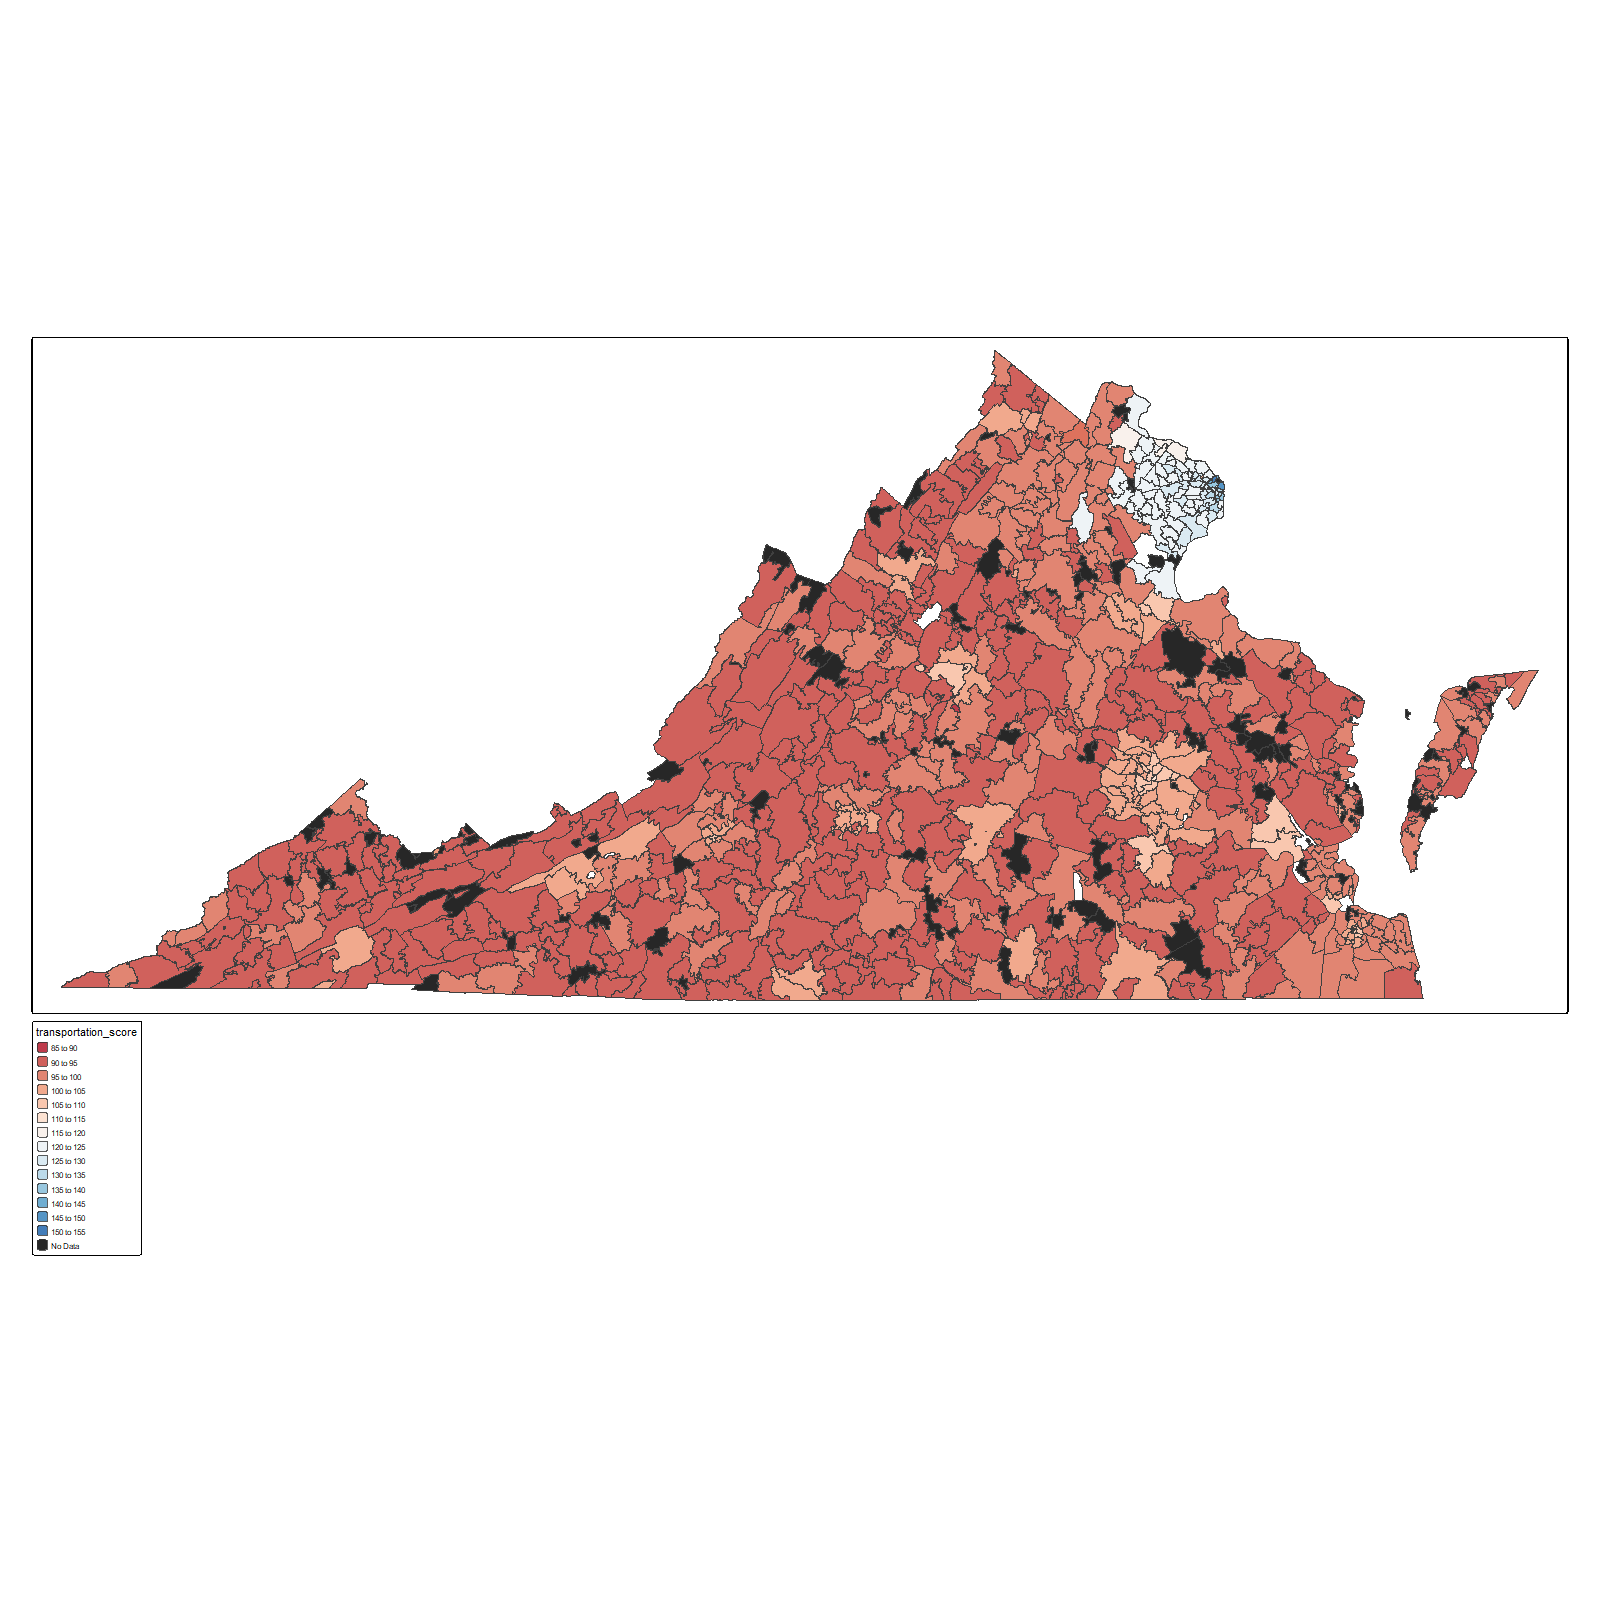 transportation_score
85 to 90
90 to 95
95 to 100
100 to 105
105 to 110
110 to 115
115 to 120
120 to 125
125 to 130
130 to 135
135 to 140
140 to 145
145 to 150
150 to 155
No Data